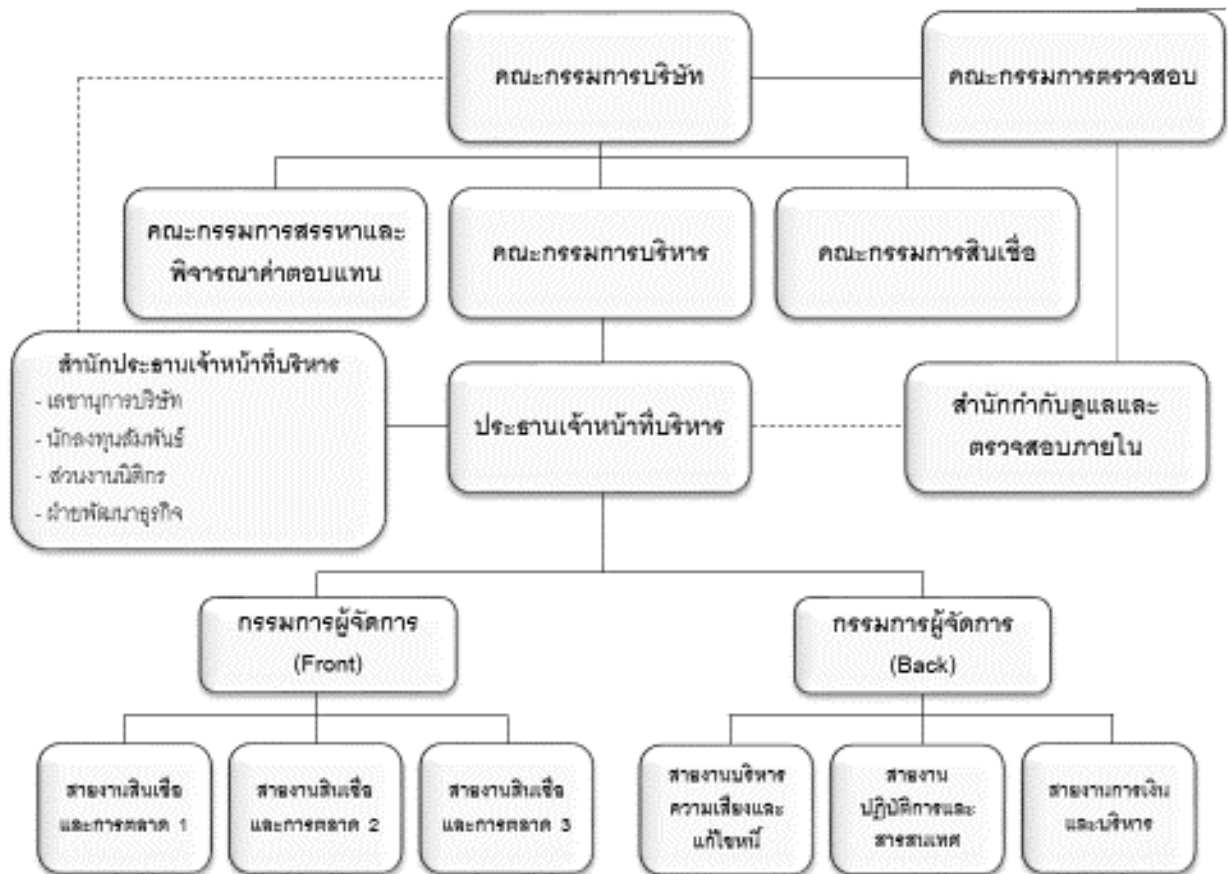 คณะกรรมการบริษัท
คณะกรรมการตรวจสอบ
คณะกรรมการสรรหาและ
พิจารณาค่าตอบแทน
คณะกรรมการบริหาร
คณะกรรมการสินเชื่อ
สำนักประธานเจ้าหน้าที่บริหาร
- เลขานุการบริษัท
- นักลงทุนสัมพันธ์
- ส่วนงานนิติกร
- ฝ่ายพัฒนาธุรกิจ
ประธานเจ้าหน้าที่บริหาร
สำนักกำกับดูแลและ
ตรวจสอบภายใน
กรรมการผู้จัดการ
(Front)
กรรมการผู้จัดการ
(Back)
สายงานสินเชื่อ
และการตลาด 1
สายงานสินเชื่อ
และการตลาด 2
สายงานสินเชื่อ
และการตลาด 3
สายงานบริหาร
ความเสี่ยงและ
แก้ไขหนี้
สายงาน
ปฏิบัติการและ
สารสนเทศ
สายงานการเงิน
และบริหาร